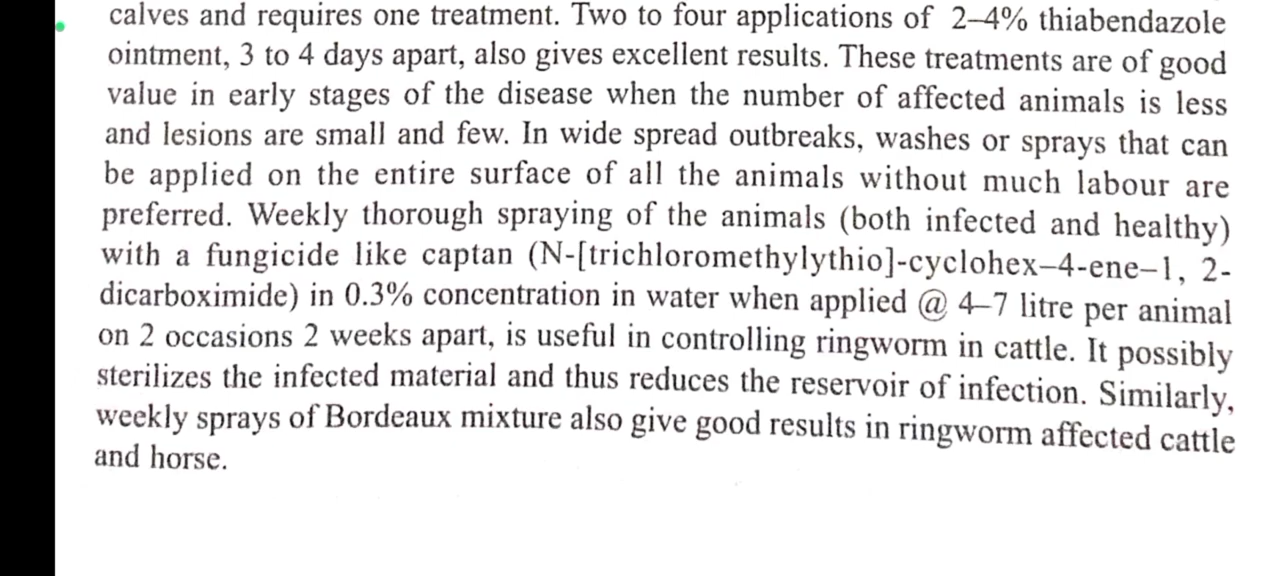 calves and requires one treatment. Two to four applications of 2–4% thiabendazole
ointment, 3 to 4 days apart, also gives excellent results. These treatments are of good
value in early stages of the disease when the number of affected animals is less
and lesions are small and few. In wide spread outbreaks, washes or sprays that can
be applied on the entire surface of all the animals without much labour are
preferred. Weekly thorough spraying of the animals (both infected and healthy)
with a fungicide like captan (N-[trichloromethylythio]-cyclohex–4-ene–1, 2-
dicarboximide) in 0.3% concentration in water when applied @ 4–7 litre per animal
on 2 occasions 2 weeks apart, is useful in controlling ringworm in cattle. It possibly
sterilizes the infected material and thus reduces the reservoir of infection. Similarly,
weekly sprays of Bordeaux mixture also give good results in ringworm affected cattle
and horse.